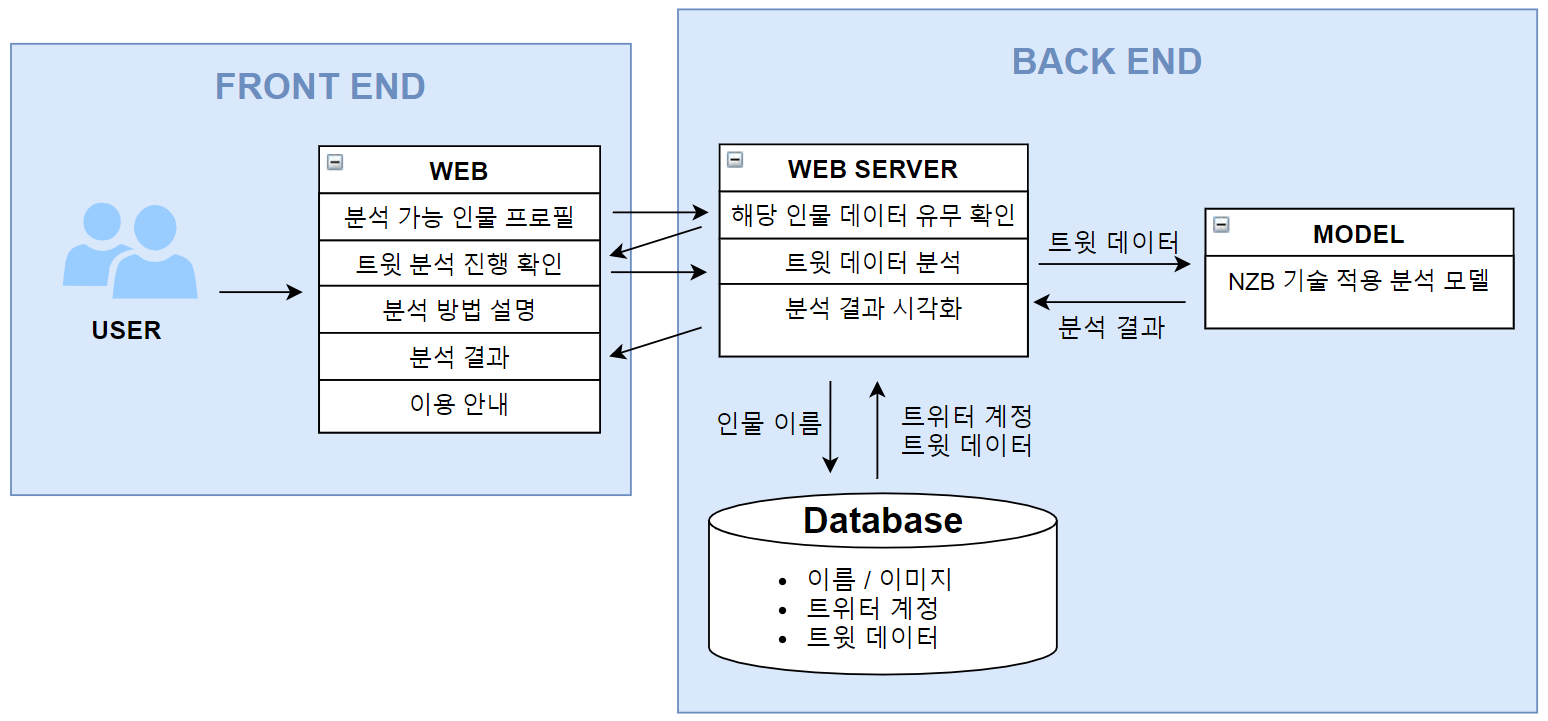 FRONT END
USER
WEB
분석 가능 인물 프로필
트윗 분석 진행 확인
분석 방법 설명
분석 결과
이용 안내
BACK END
WEB SERVER
해당 인물 데이터 유무 확인
트윗 데이터 분석
분석 결과 시각화
트윗 데이터
분석 결과
MODEL
NZB 기술 적용 분석 모델
인물 이름
트위터 계정
트윗 데이터
Database
• 이름 / 이미지
• 트위터 계정
• 트윗 데이터